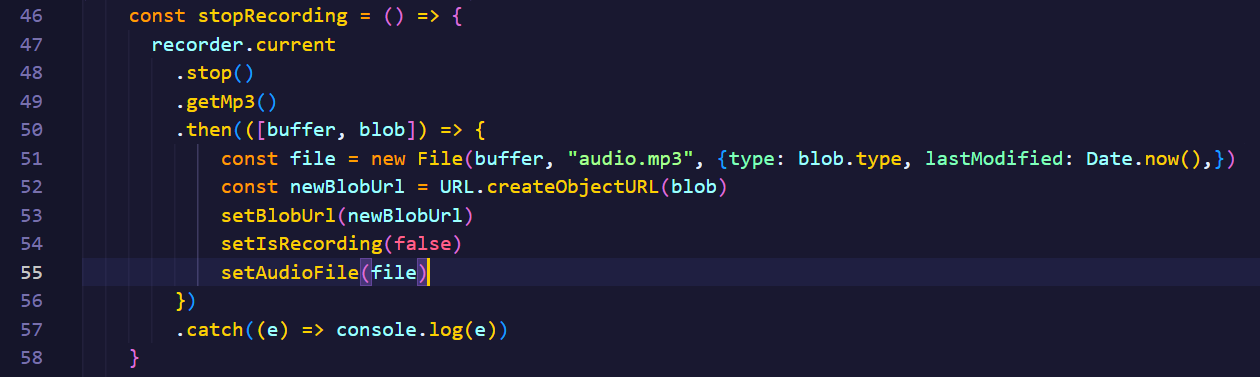 46 const stopRecording = () => {
47 recorder.current
48 .stop()
49 .getMp3()
50 .then(([buffer, blob]) => {
51 const file = new File(buffer, "audio.mp3", {type: blob.type, lastModified: Date.now(),})
52 const newBlobUrl = URL.createObjectURL(blob)
53 setBlobUrl(newBlobUrl)
54 setIsRecording(false)
55 setAudioFile(file)
56 })
57 .catch((e) => console.log(e))
58 }